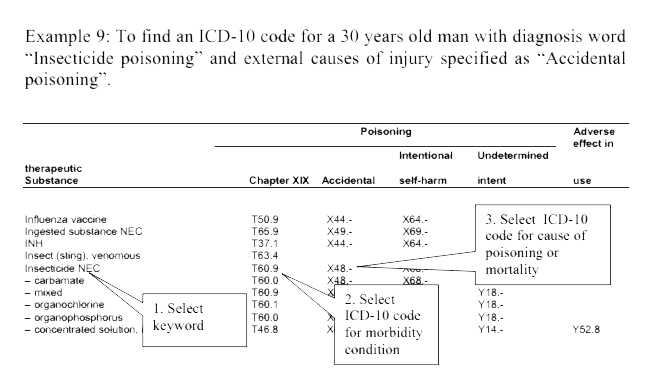 Example 9: To find an ICD-10 code for a 30 years old man with diagnosis word
“Insecticide poisoning” and external causes of injury specified as “Accidental
poisoning”.
Poisoning Adverse
effect in
Intentional Undetermined
therapeutic
Substance Chapter XIX Accidental self-harm intent use
Influenza vaccine T50.9 X44.- X64.-
Ingested substance NEC T65.9 X49.- X69.-
INH T37.1 X44.- X64.-
Insect (sting), venomous T63.4
Insecticide NEC T60.9 X48.-
– carbamate T60.0 X48.- X68.-
– mixed T60.9 Y18.-
– organochlorine T60.1 Y18.-
– organophosphorus T60.0 Y18.-
– concentrated solution, T46.8 Y14.- Y52.8
1. Select
keyword
2. Select
ICD-10 code
for morbidity
condition
3. Select ICD-10
code for cause of
poisoning or
mortality